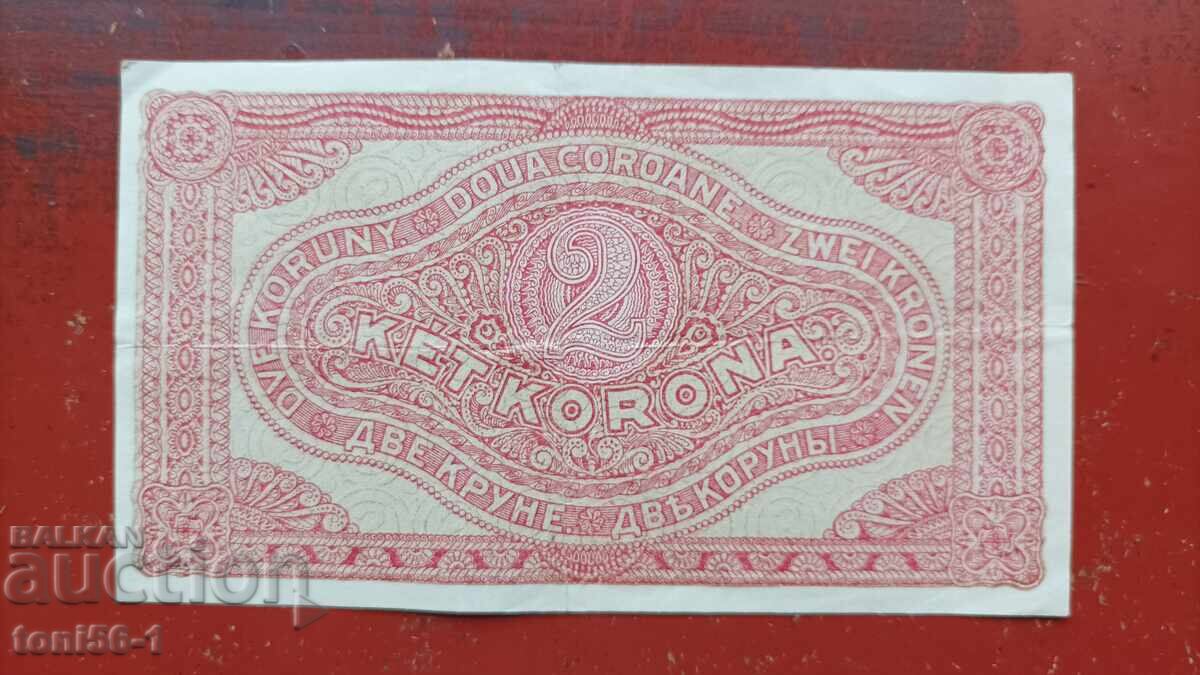 DVE KORUNY.
DOUA COROANE
ZWEI KRONEN
2
KÉT KORONA
ДВЕ КРУНЕ
ДВѢ КОРУНЫ
BALKAN
auction
toni56-1